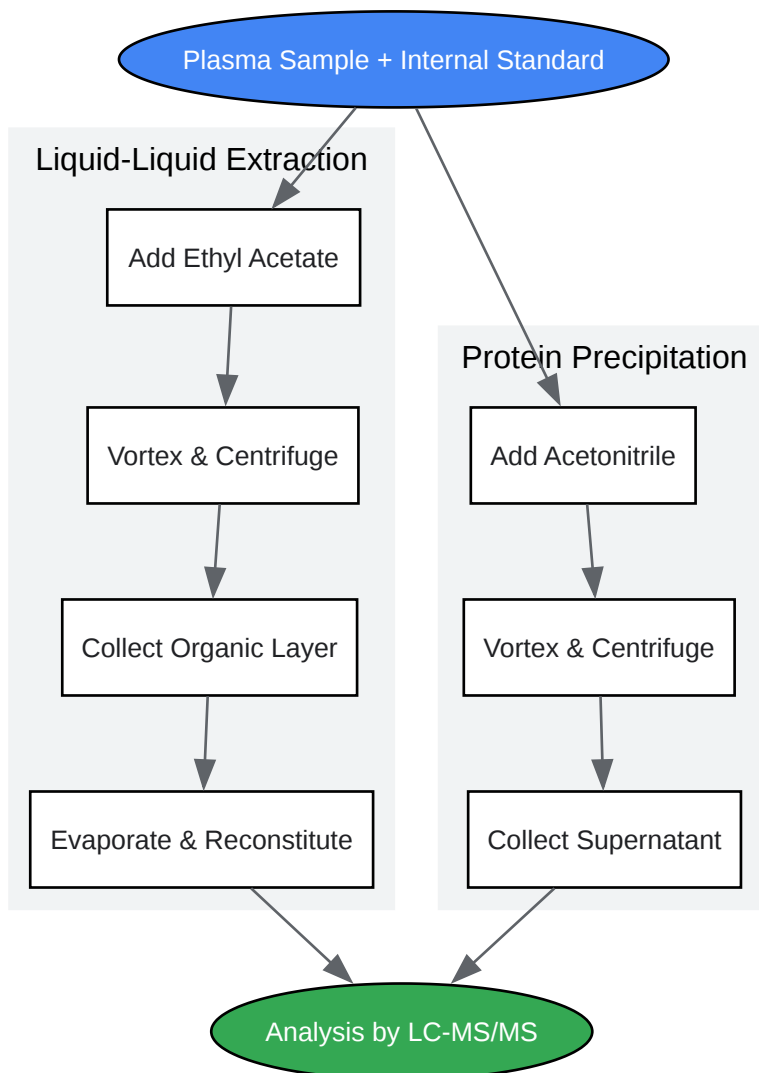 Plasma Sample + Internal Standard
Liquid-Liquid Extraction
Add Ethyl Acetate
Vortex & Centrifuge
Collect Organic Layer
Evaporate & Reconstitute
Protein Precipitation
Add Acetonitrile
Vortex & Centrifuge
Collect Supernatant
Analysis by LC-MS/MS